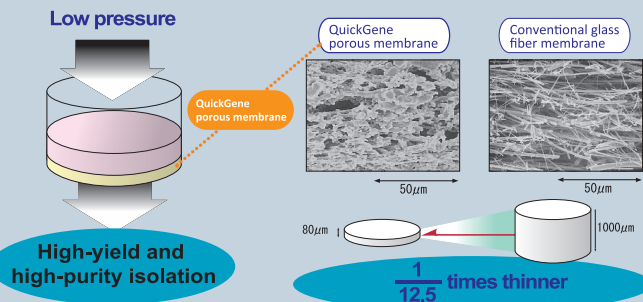 Low pressure
QuickGene
porous membrane
High-yield and
high-purity isolation
QuickGene
porous membrane
Conventional glass
fiber membrane
50μm
50μm
80μm
1000μm
1
12.5
times thinner